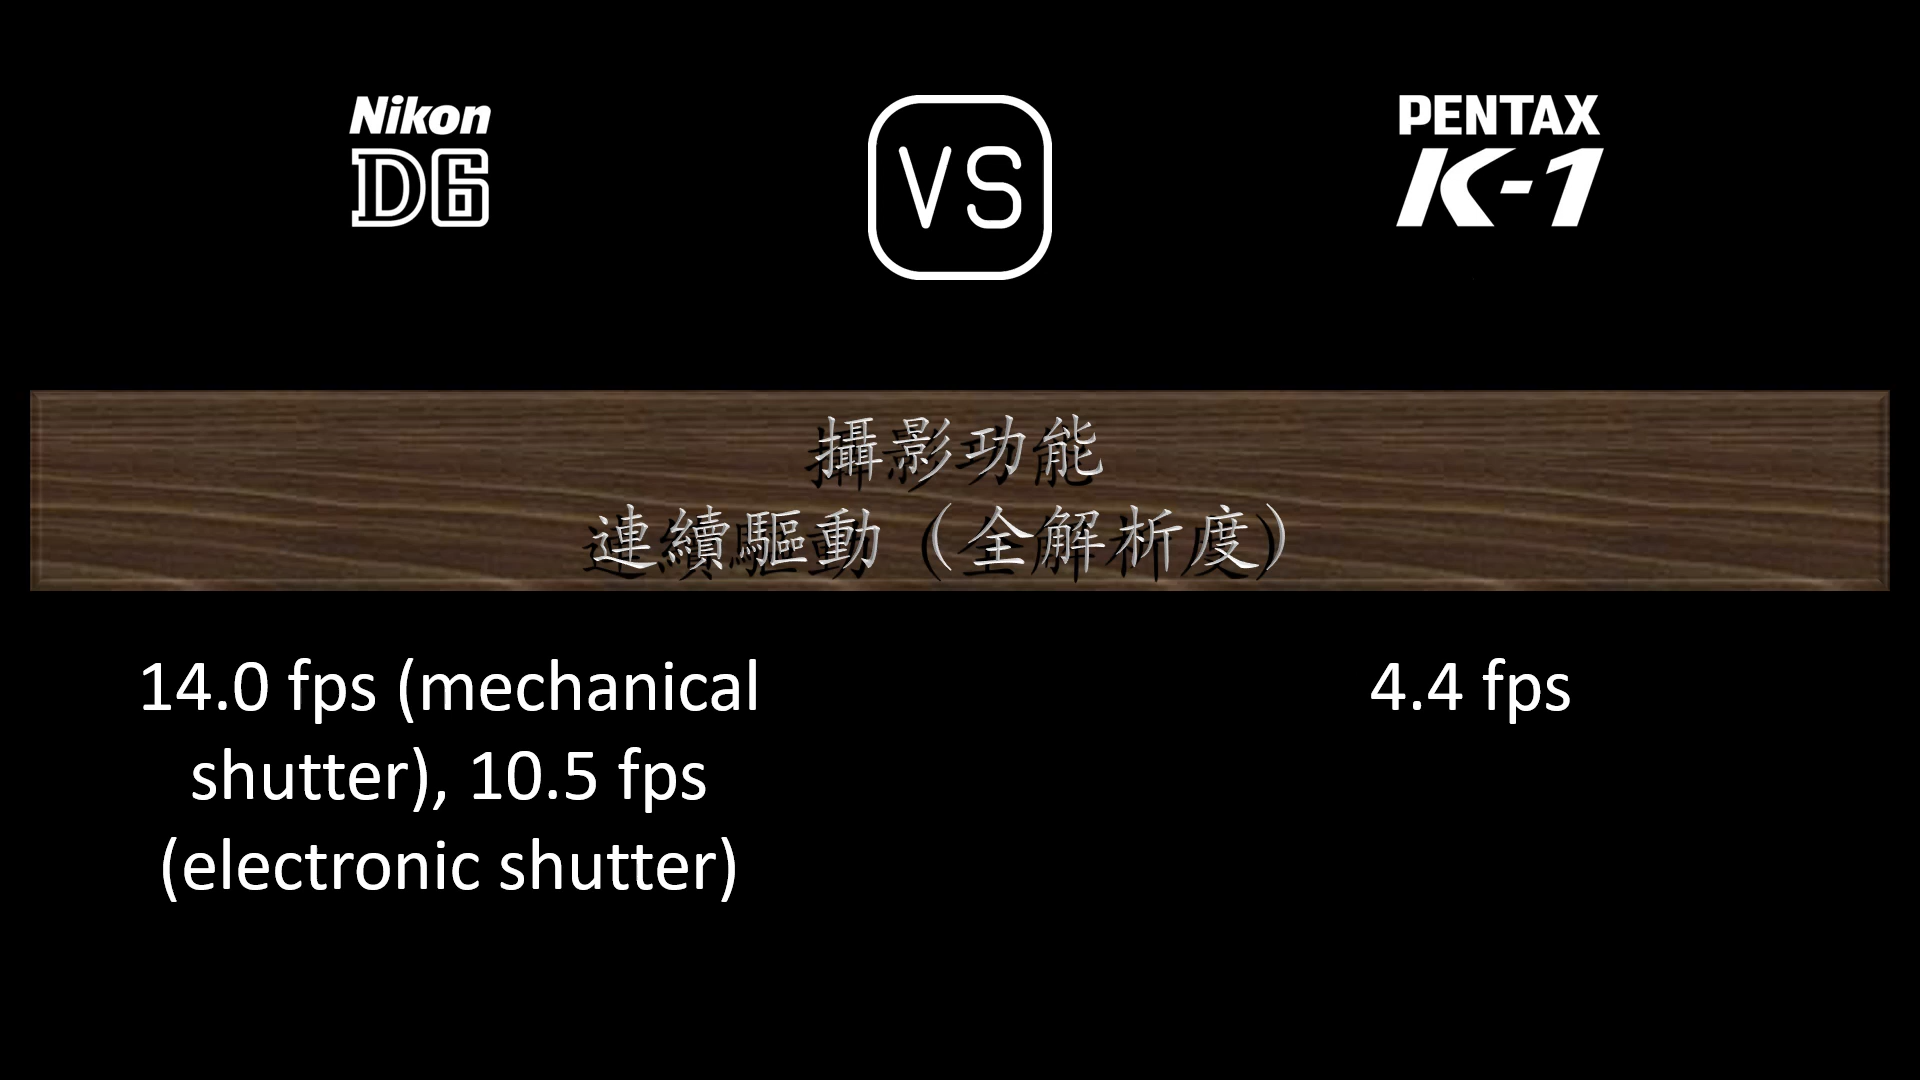 Nikon
D6
VS
PENTAX
K-1
攝影功能
連續驅動 (全解析度)
14.0 fps (mechanical
shutter), 10.5 fps
(electronic shutter)
4.4 fps